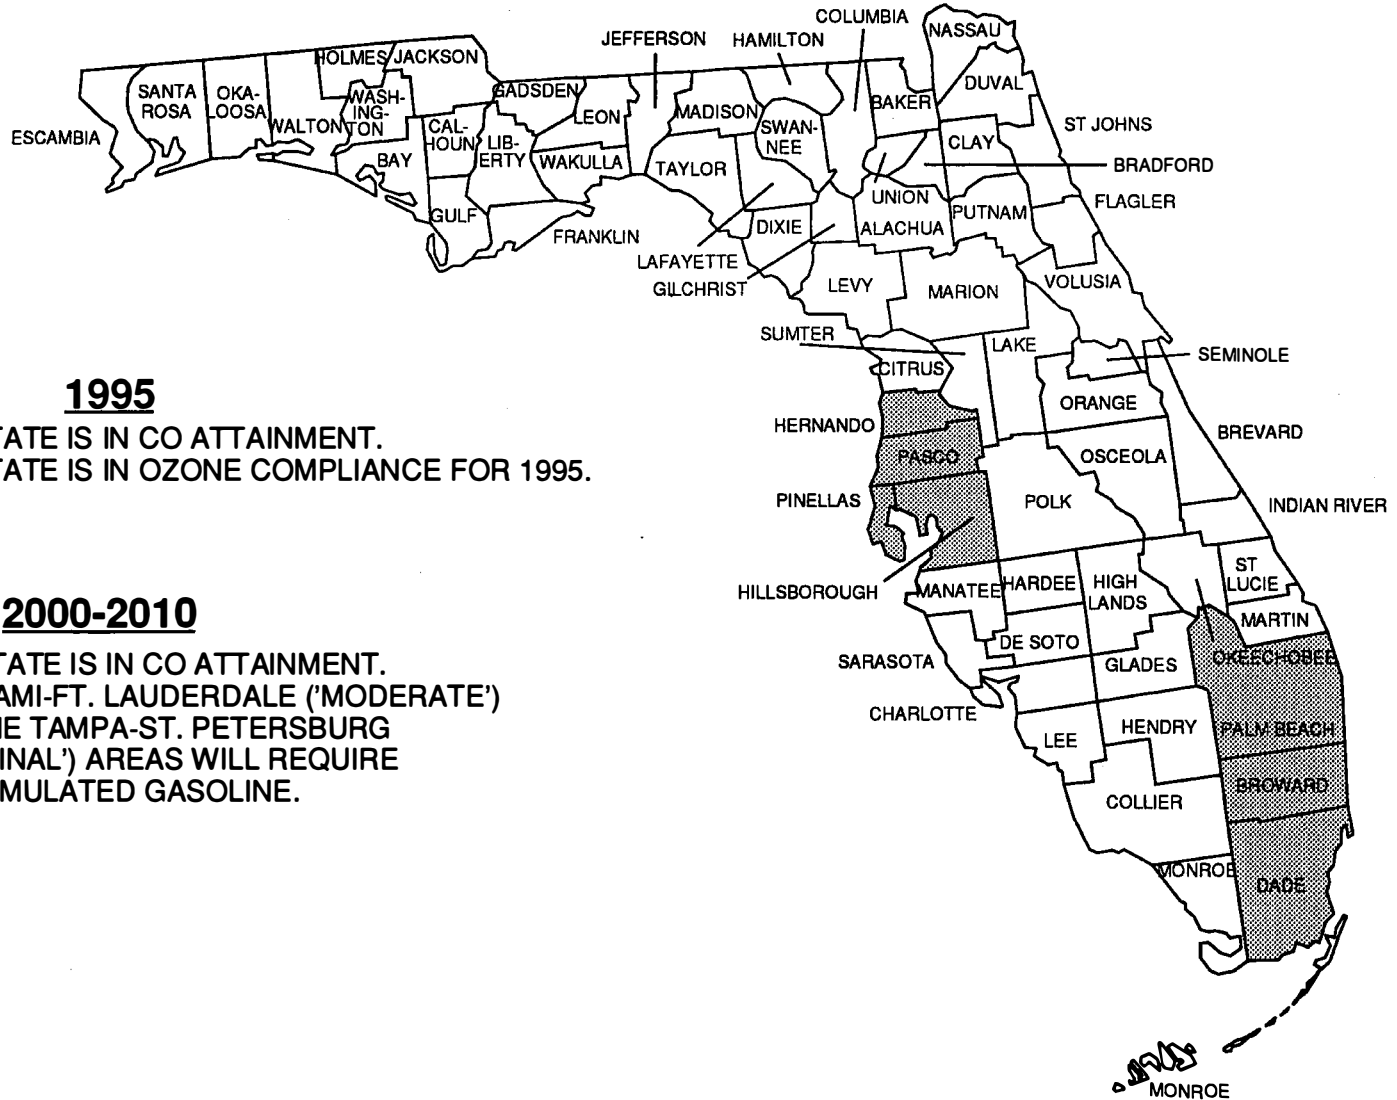 COLUMBIA
NASSAU
JEFFERSON
HAMILTON
HOLMES
JACKSON
DUVAL
SANTA
ROSA
OKA-
LOOSA
GADSDEN
WASH-
ING-
TON
WALTON
LEON
MADISON
BAKER
ESCAMBIA
CAL-
HOUN
LIB-
ERTY
SWAN-
NEE
ST JOHNS
CLAY
BAY
WAKULLA
TAYLOR
BRADFORD
UNION
FLAGLER
GULF
FRANKLIN
DIXIE
ALACHUA
PUTNAM
LAFAYETTE
GILCHRIST
LEVY
MARION
VOLUSIA
SUMTER
LAKE
SEMINOLE
CITRUS
1995
ORANGE
HERNANDO
BREVARD
TATE IS IN CO ATTAINMENT.
TATE IS IN OZONE COMPLIANCE FOR 1995.
PASCO
OSCEOLA
PINELLAS
POLK
INDIAN RIVER
HILLSBOROUGH
MANATEE
HARDEE
HIGH
LANDS
ST
LUCIE
2000-2010
MARTIN
DE SOTO
SARASOTA
GLADES
OKEECHOBEE
TATE IS IN CO ATTAINMENT.
AMI-FT. LAUDERDALE ('MODERATE')
HE TAMPA-ST. PETERSBURG
INAL') AREAS WILL REQUIRE
MULATED GASOLINE.
CHARLOTTE
LEE
HENDRY
PALM BEACH
BROWARD
COLLIER
MONROE
DADE
MONROE